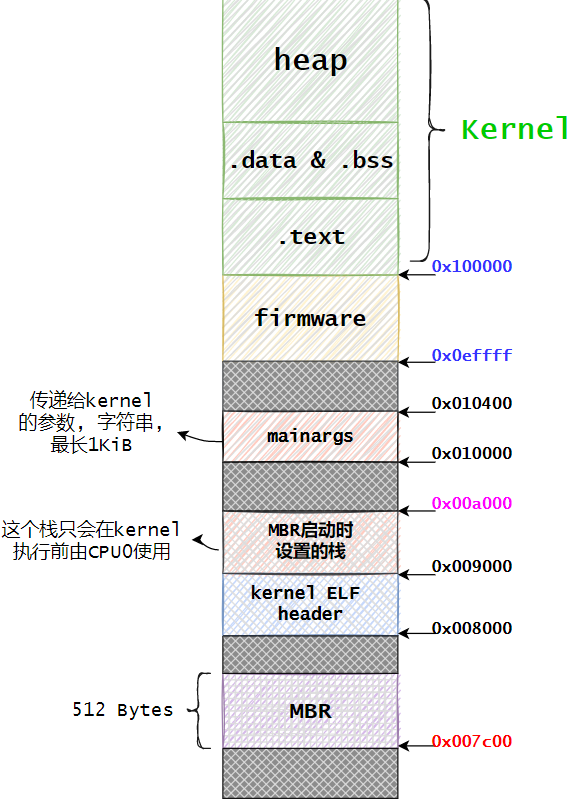 heap
Kernel
.data & .bss
.text
0x100000
firmware
0x0effff
传递给kernel
的参数，字符串，
最长1KiB
0x010400
mainargs
0x010000
0x00a000
这个栈只会在kernel
执行前由CPU0使用
MBR启动时
设置的栈
0x009000
kernel ELF
header
0x008000
512 Bytes
MBR
0x007c00